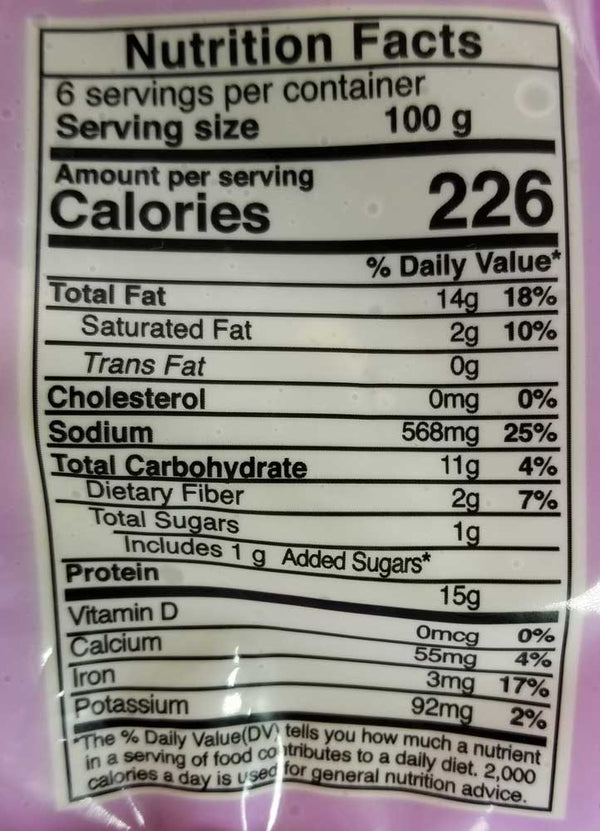 Nutrition Facts
6 servings per container
Serving size 100 g
Amount per serving
Calories 226
% Daily Value*
Total Fat 14g 18%
Saturated Fat 2g 10%
Trans Fat 0g
Cholesterol 0mg 0%
Sodium 568mg 25%
Total Carbohydrate 11g 4%
Dietary Fiber 2g 7%
Total Sugars 1g
Includes 1 g Added Sugars*
Protein 15g
Vitamin D 0mcg 0%
Calcium 55mg 4%
Iron 3mg 17%
Potassium 92mg 2%
*The % Daily Value(DV) tells you how much a nutrient
in a serving of food contributes to a daily diet. 2,000
calories a day is used for general nutrition advice.